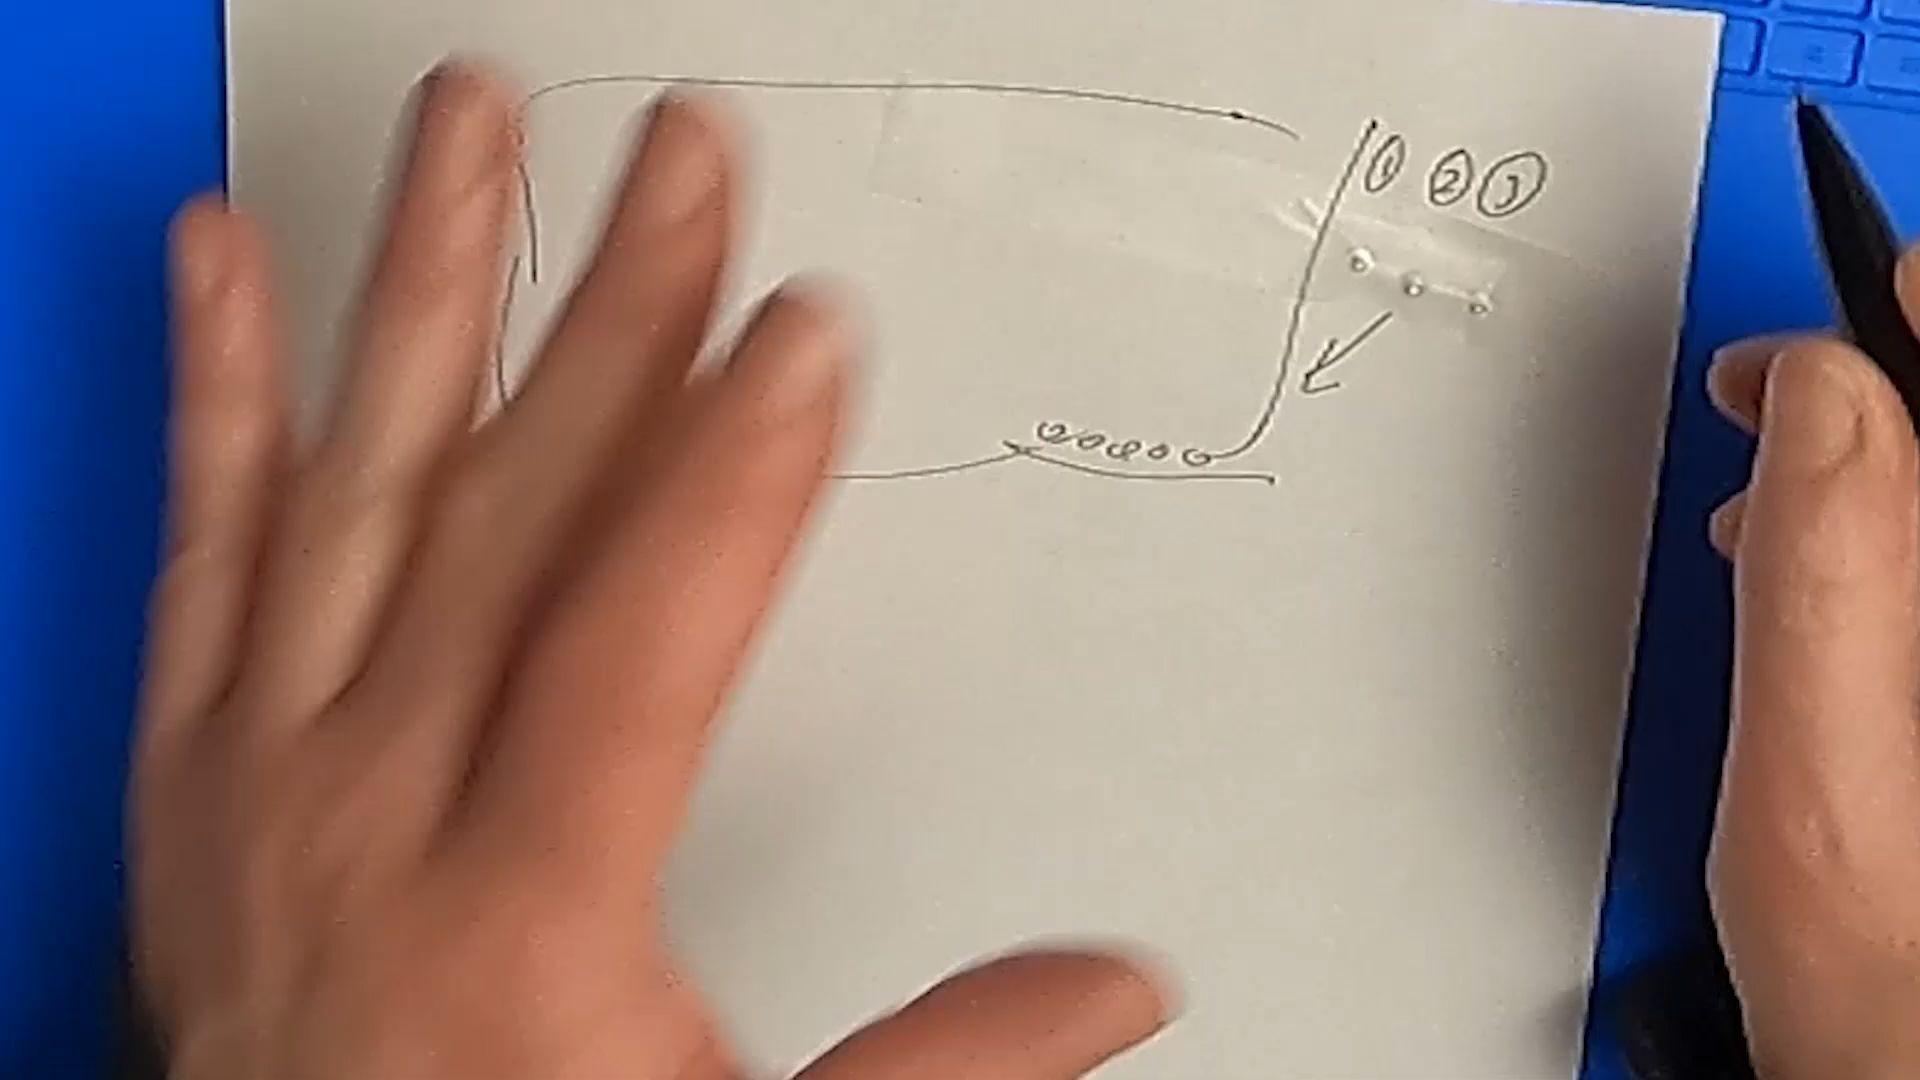 ① ② ③